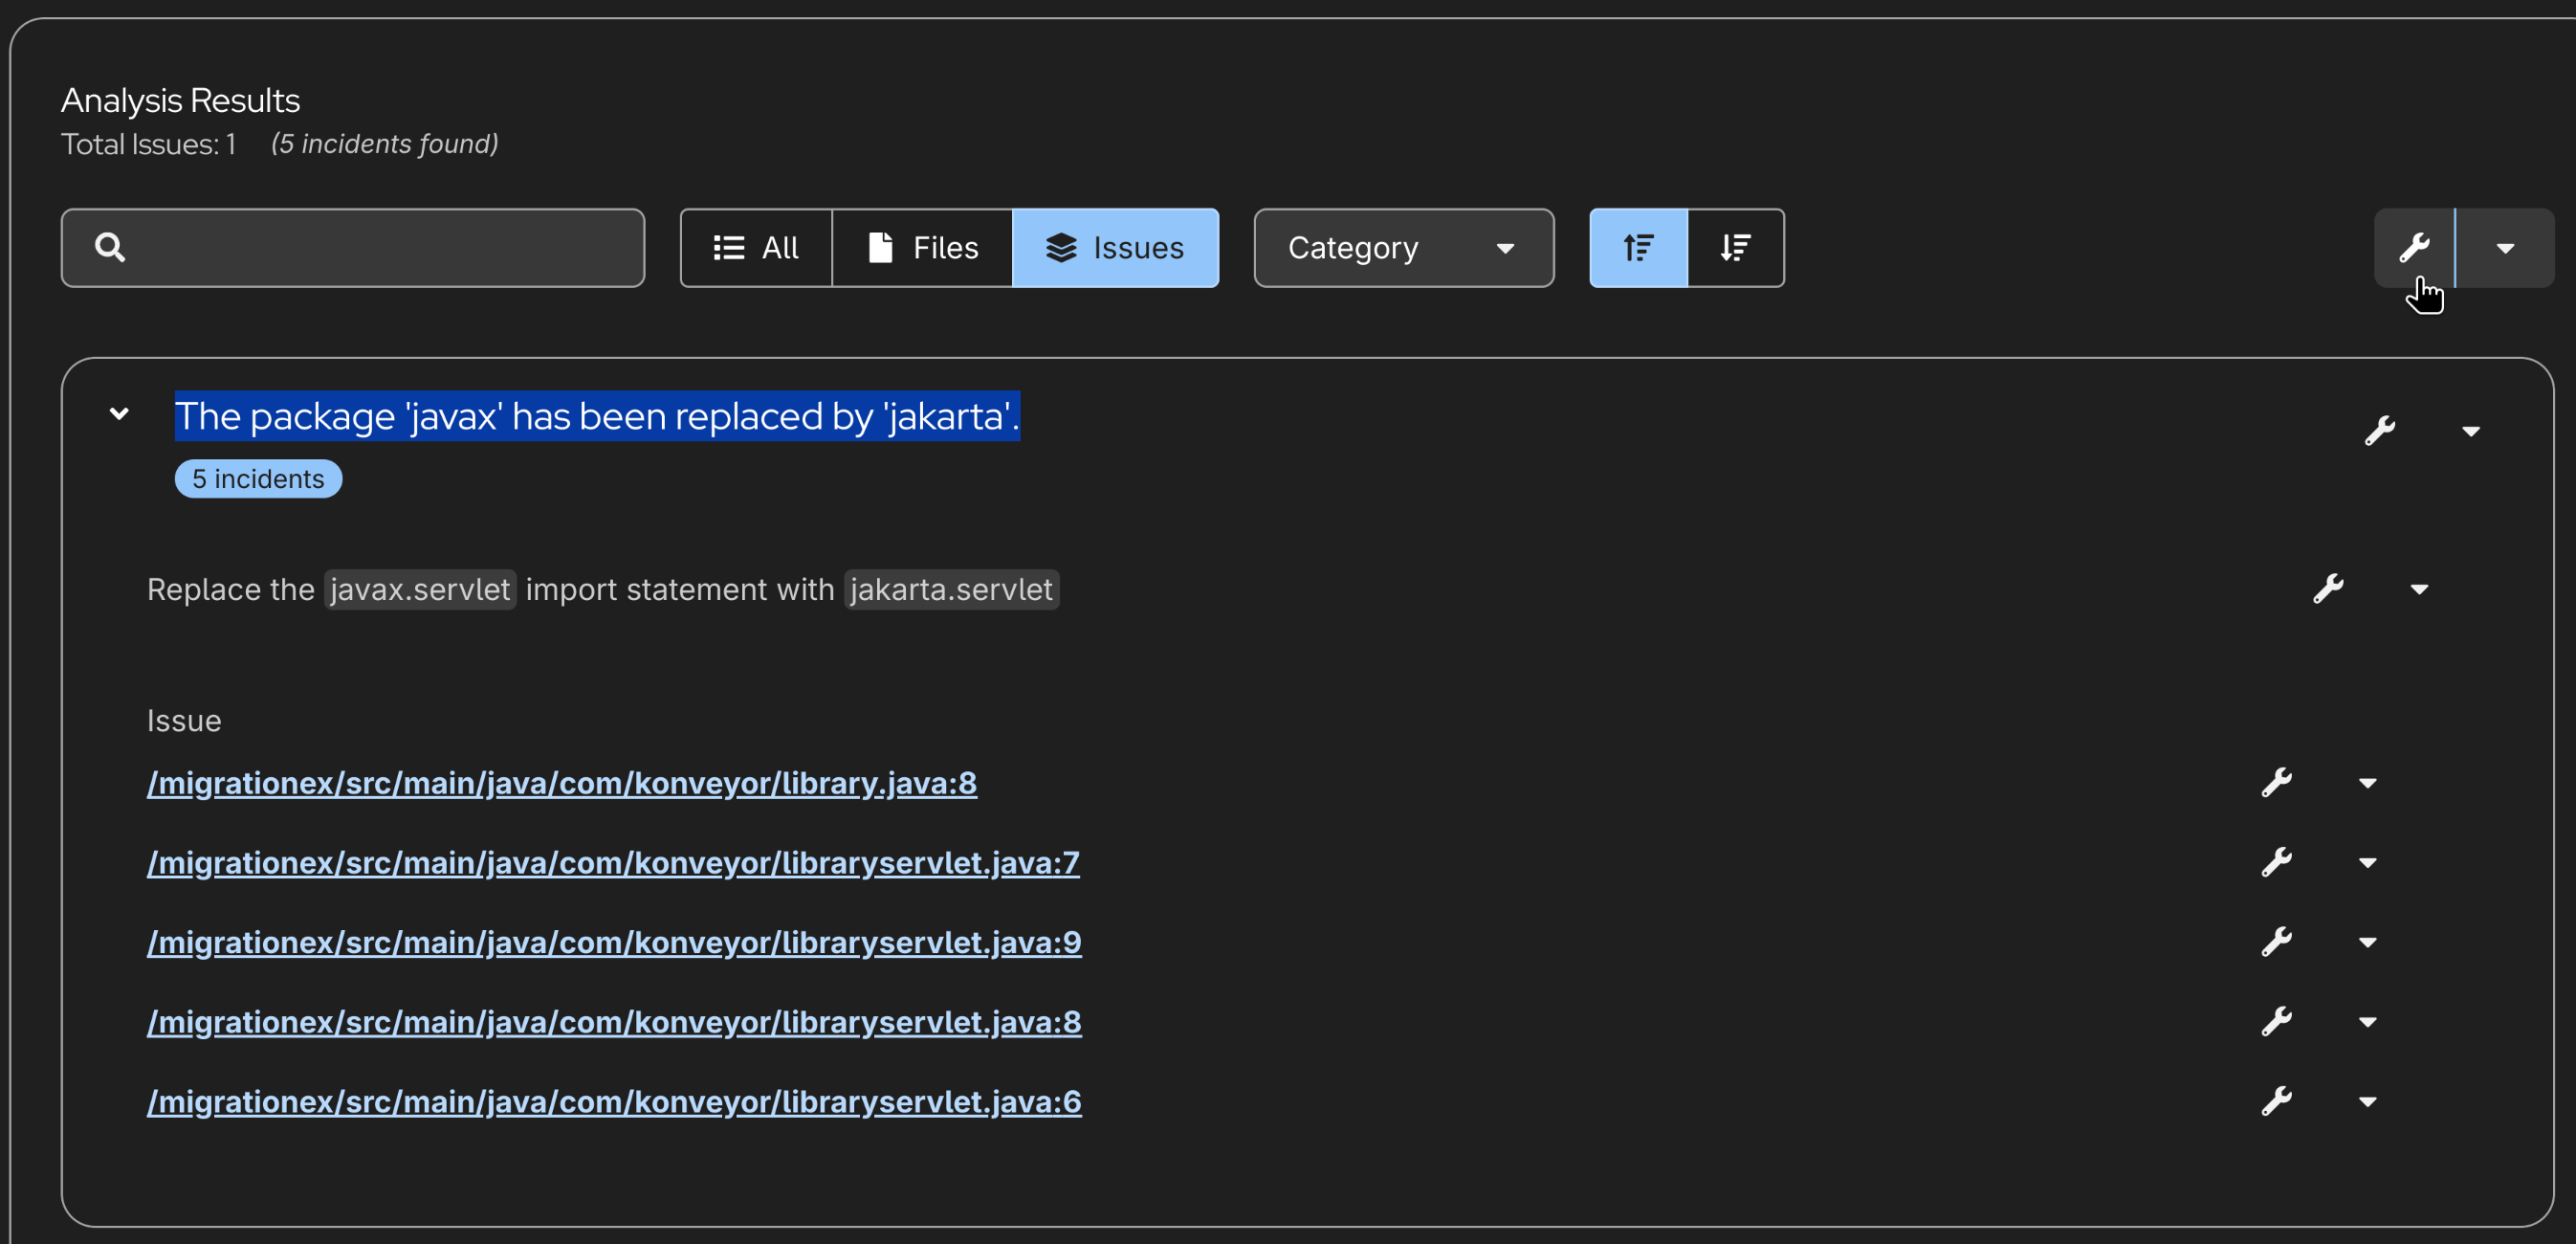 Analysis Results
Total Issues: 1 (5 incidents found)
All Files Issues Category
The package 'javax' has been replaced by 'jakarta'.
5 incidents
Replace the javax.servlet import statement with jakarta.servlet
Issue
/migrationex/src/main/java/com/konveyor/library.java:8
/migrationex/src/main/java/com/konveyor/libraryservlet.java:7
/migrationex/src/main/java/com/konveyor/libraryservlet.java:9
/migrationex/src/main/java/com/konveyor/libraryservlet.java:8
/migrationex/src/main/java/com/konveyor/libraryservlet.java:6